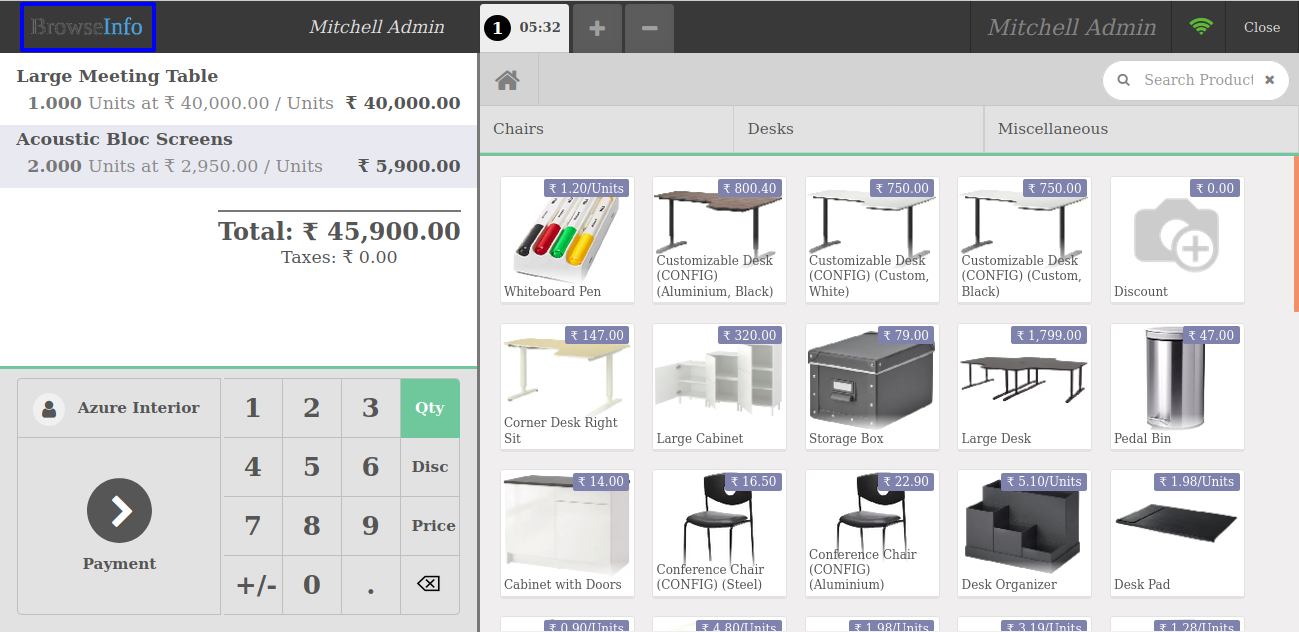 BrowseInfo
Mitchell Admin
1 05:32
+
−
Mitchell Admin
Close
Large Meeting Table
1.000 Units at ₹ 40,000.00 / Units ₹ 40,000.00
Acoustic Bloc Screens
2.000 Units at ₹ 2,950.00 / Units ₹ 5,900.00
Total: ₹ 45,900.00
Taxes: ₹ 0.00
Azure Interior
Payment
1 2 3 Qty
4 5 6 Disc
7 8 9 Price
+/- 0 .
Search Product
Chairs Desks Miscellaneous
₹ 1.20/Units
Whiteboard Pen
₹ 800.40
Customizable Desk
(CONFIG)
(Aluminium, Black)
₹ 750.00
Customizable Desk
(CONFIG) (Custom,
White)
₹ 750.00
Customizable Desk
(CONFIG) (Custom,
Black)
₹ 0.00
Discount
₹ 147.00
Corner Desk Right
Sit
₹ 320.00
Large Cabinet
₹ 79.00
Storage Box
₹ 1,799.00
Large Desk
₹ 47.00
Pedal Bin
₹ 14.00
Cabinet with Doors
₹ 16.50
Conference Chair
(CONFIG) (Steel)
₹ 22.90
Conference Chair
(CONFIG)
(Aluminium)
₹ 5.10/Units
Desk Organizer
₹ 1.98/Units
Desk Pad
₹ 0.90/Units
₹ 4.80/Units
₹ 1.98/Units
₹ 3.19/Units
₹ 1.28/Units